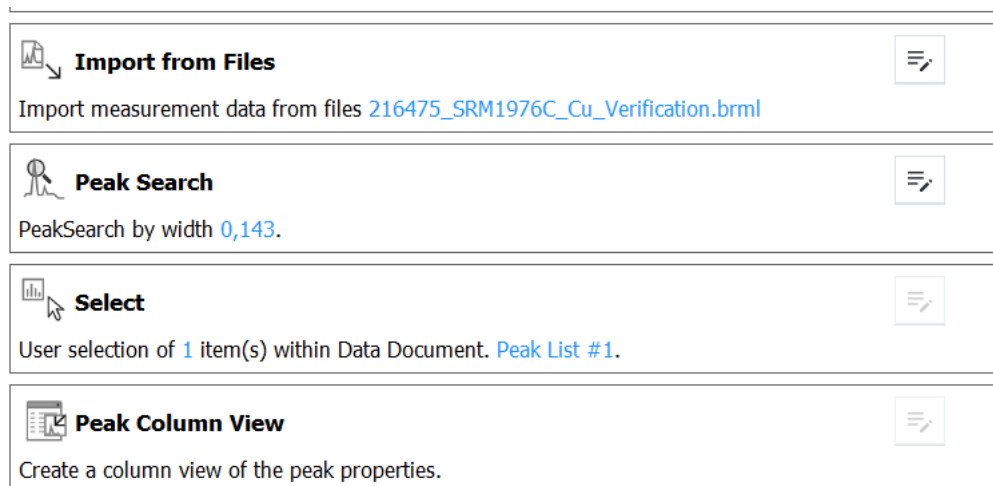 Import from Files
Import measurement data from files 216475_SRM1976C_Cu_Verification.brml
Peak Search
PeakSearch by width 0,143.
Select
User selection of 1 item(s) within Data Document. Peak List #1.
Peak Column View
Create a column view of the peak properties.